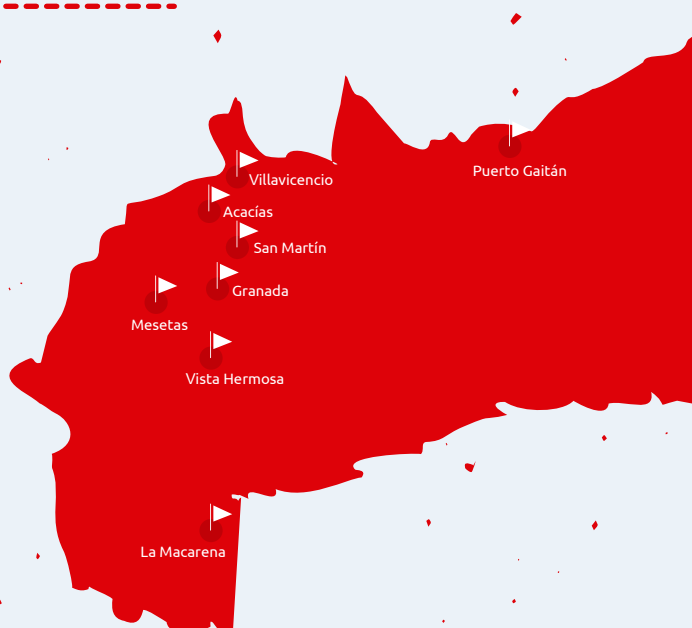 Puerto Gaitán
Villavicencio
Acacías
San Martín
Granada
Mesetas
Vista Hermosa
La Macarena